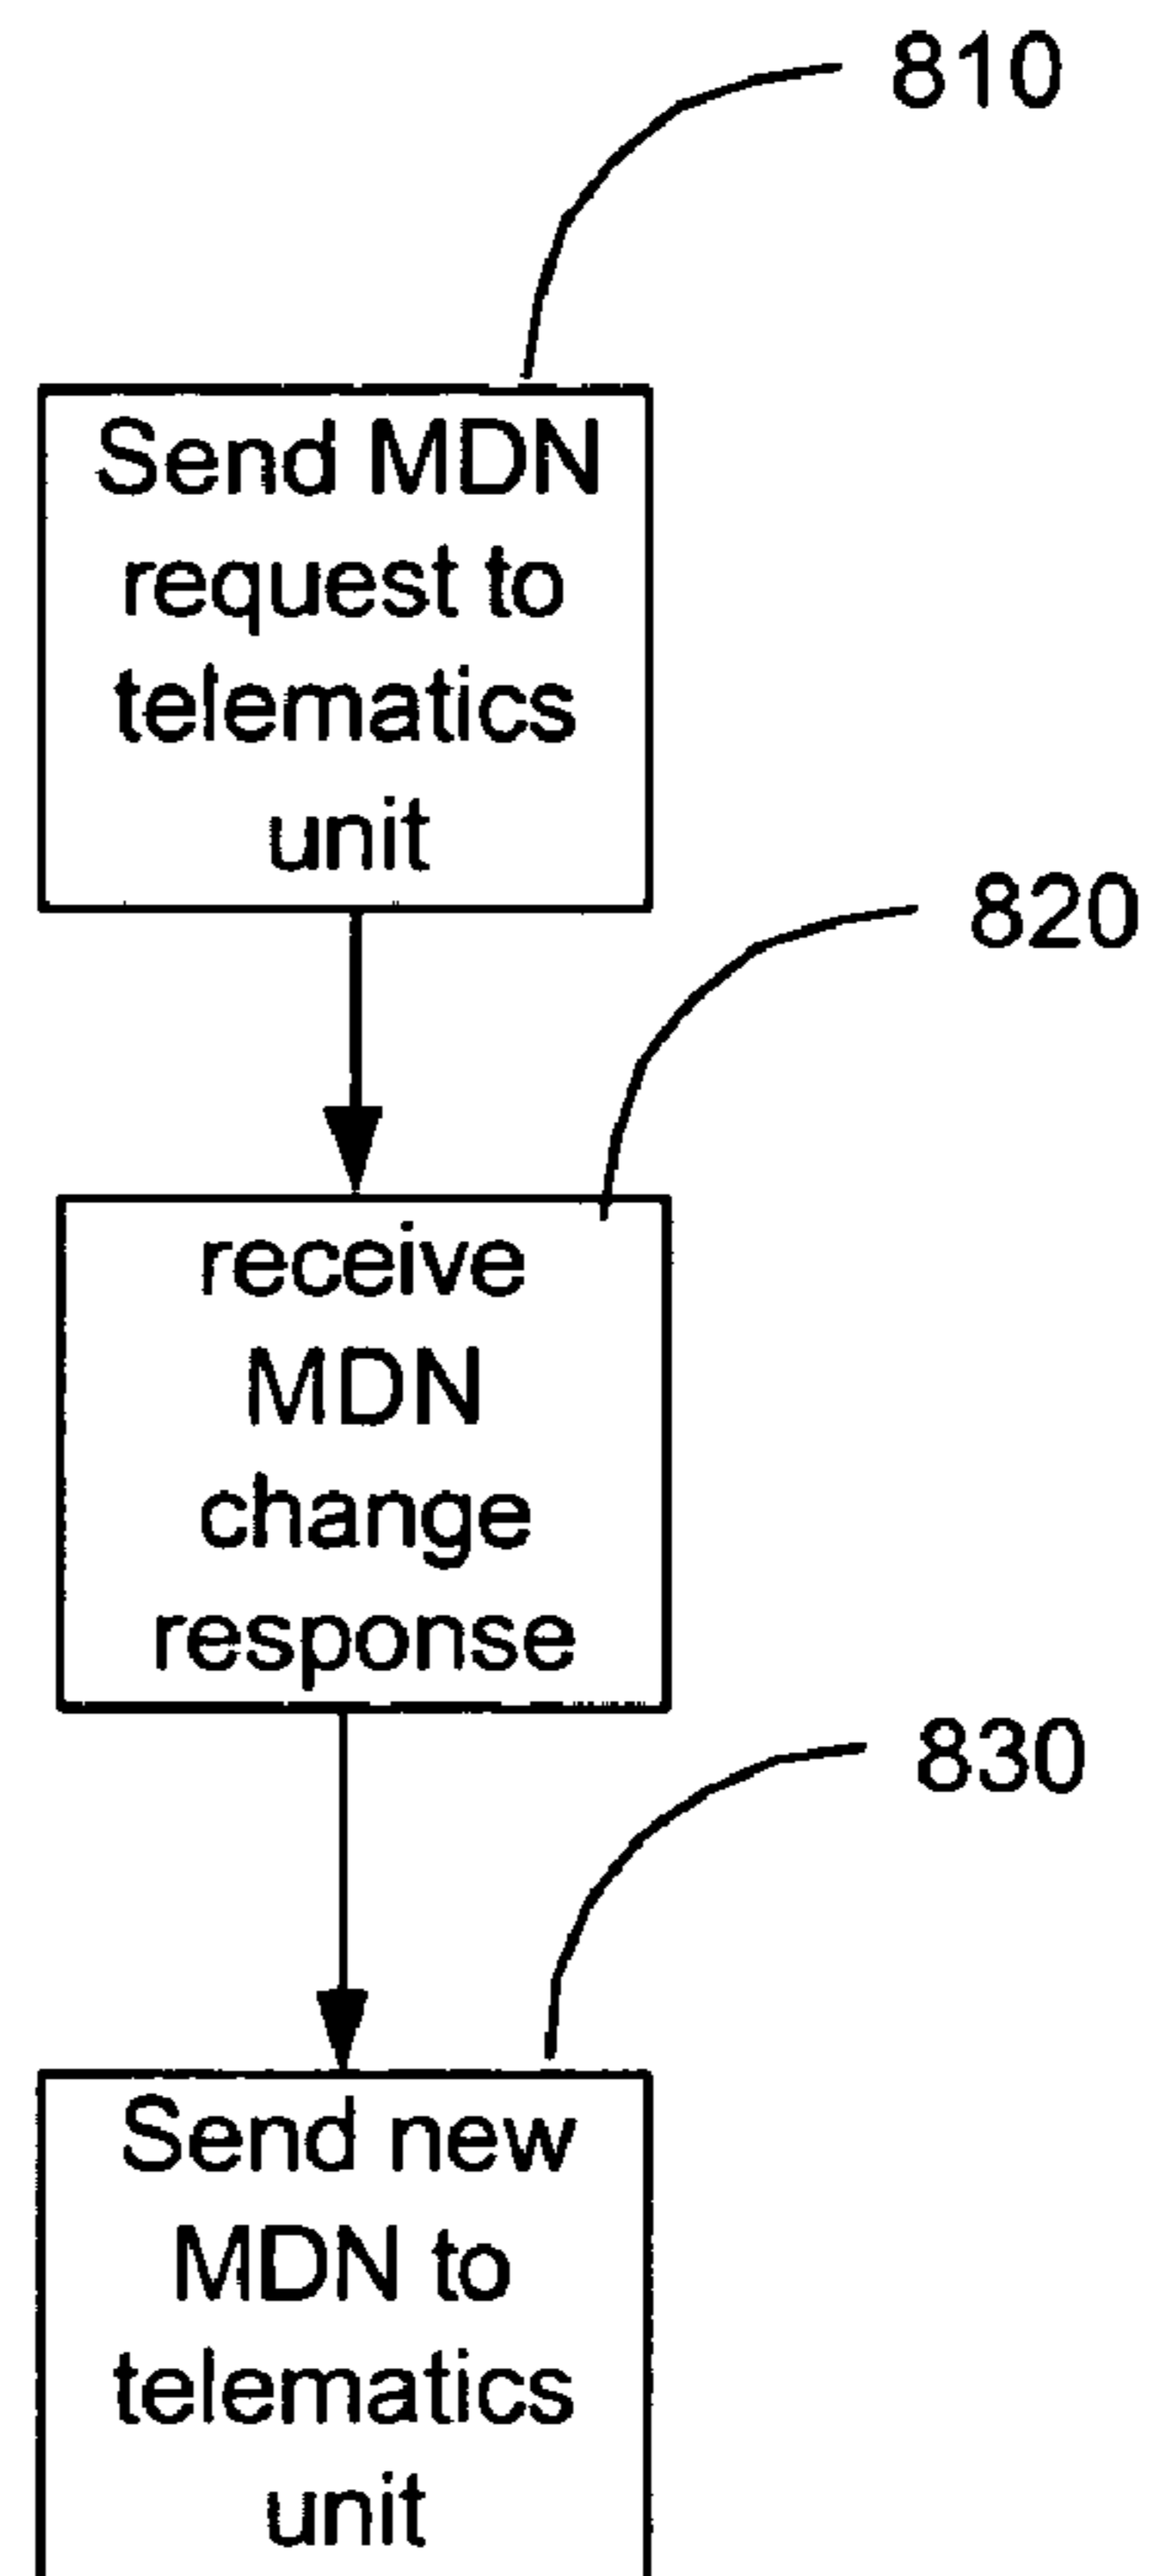 810
Send MDN
request to
telematics
unit
820
receive
MDN
change
response
830
Send new
MDN to
telematics
unit